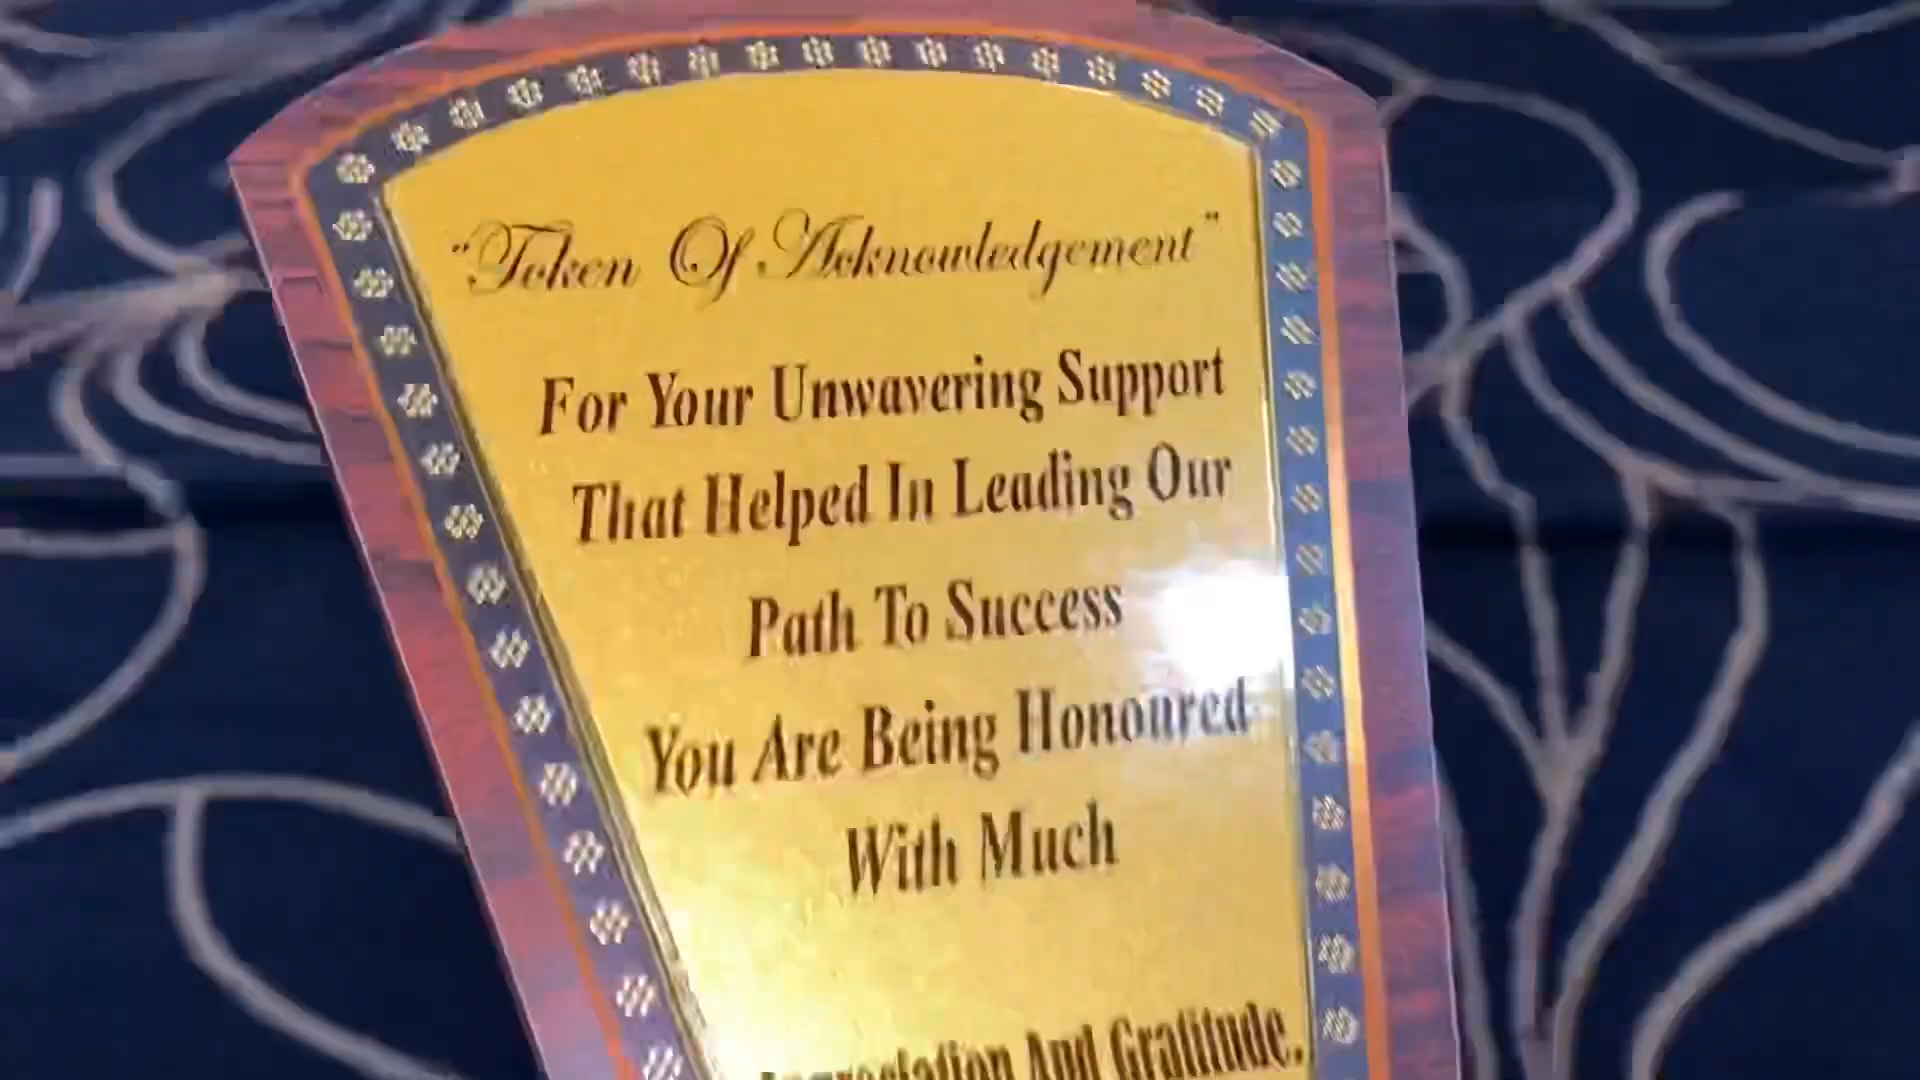 "Token Of Acknowledgement"
For Your Unwavering Support
That Helped In Leading Our
Path To Success
You Are Being Honoured
With Much
Appreciation And Gratitude.